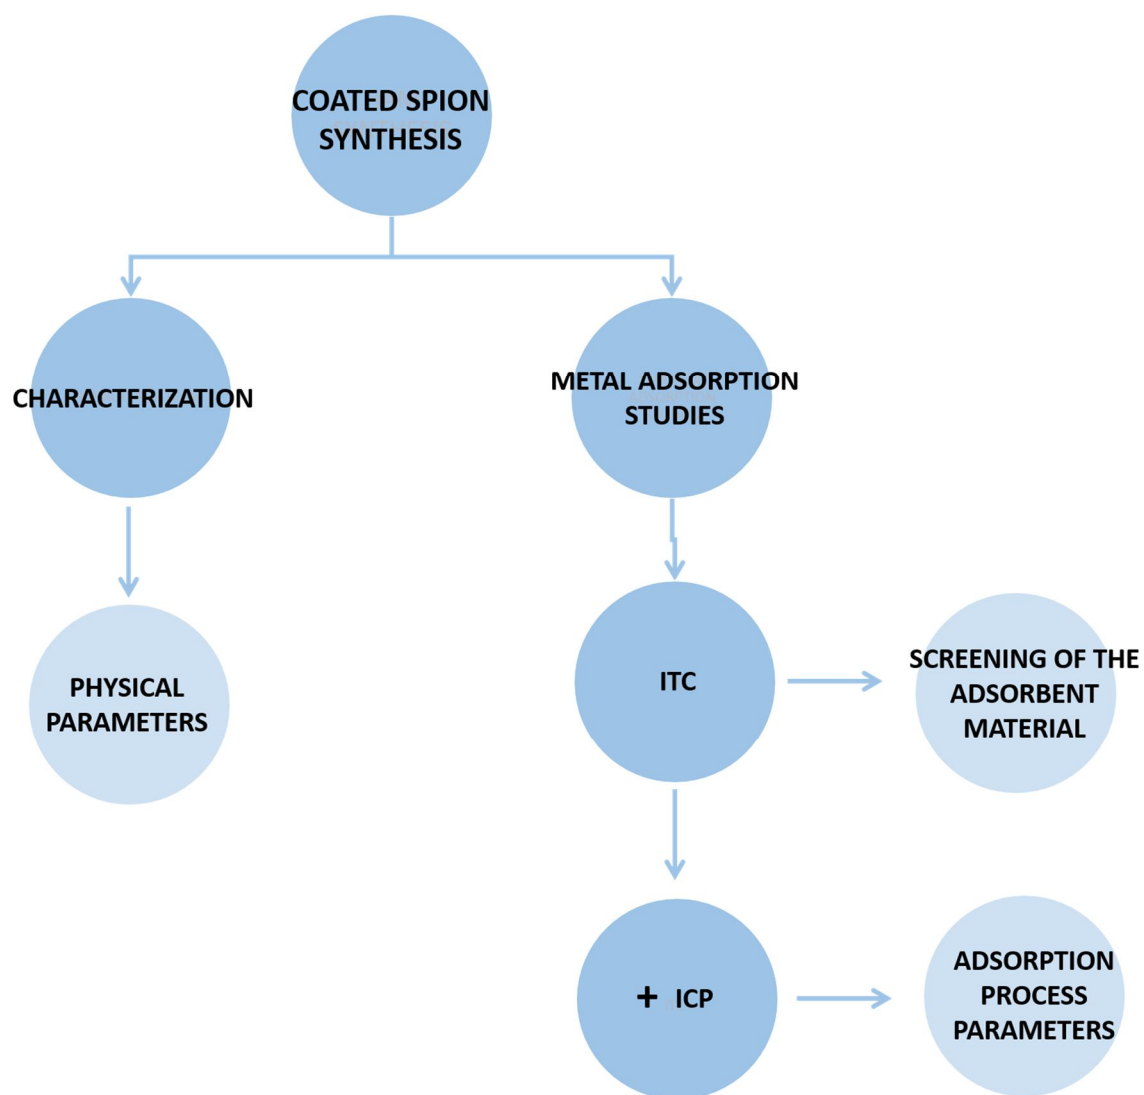 COATED SPION
SYNTHESIS
CHARACTERIZATION
METAL ADSORPTION
STUDIES
PHYSICAL
PARAMETERS
ITC
SCREENING OF THE
ADSORBENT
MATERIAL
+ ICP
ADSORPTION
PROCESS
PARAMETERS